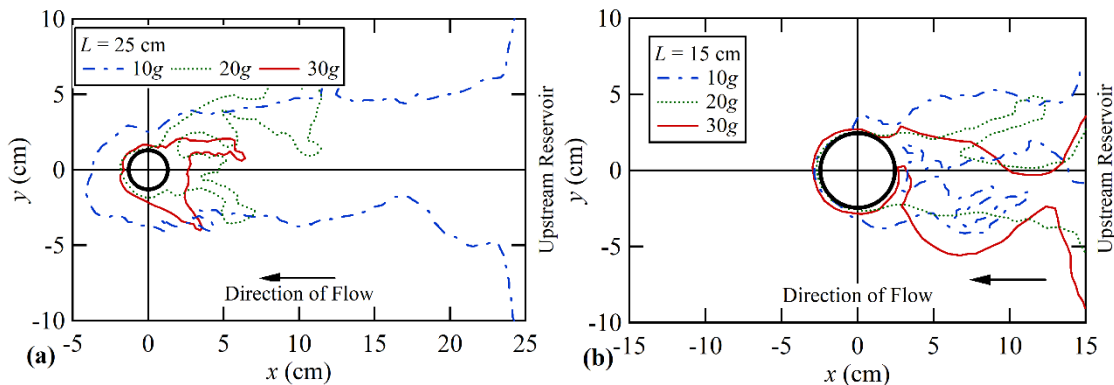 10
5
0
-5
-10
y (cm)
L = 25 cm
10g 20g 30g
Direction of Flow
Upstream Reservoir
-5 0 5 10 15 20 25
(a) x (cm)
10
5
0
-5
-10
y (cm)
L = 15 cm
10g
20g
30g
Direction of Flow
Upstream Reservoir
-15 -10 -5 0 5 10 15
(b) x (cm)